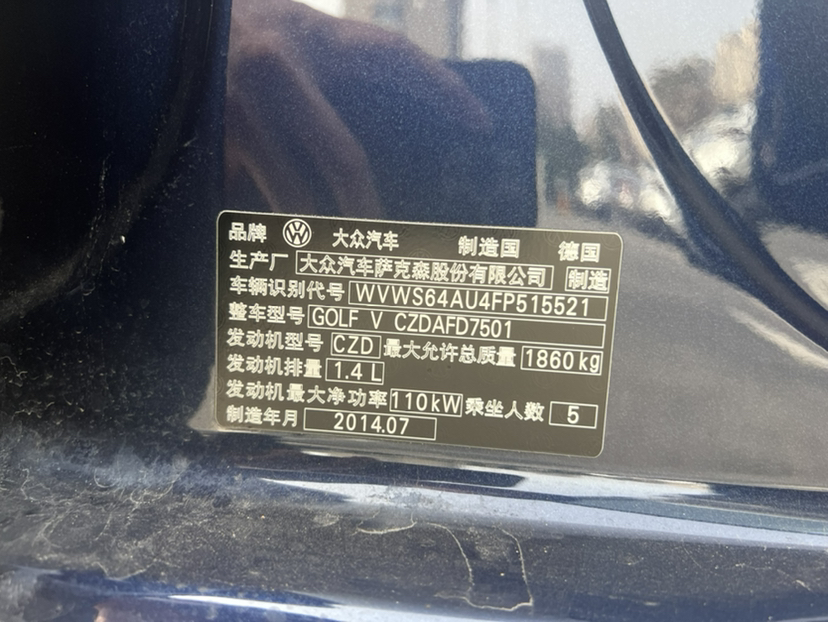 品牌 大众汽车 制造国 德国
生产厂 大众汽车萨克森股份有限公司 制造
车辆识别代号 WVWS64AU4FP515521
整车型号 GOLF V CZDAFD7501
发动机型号 CZD 最大允许总质量 1860kg
发动机排量 1.4 L
发动机最大净功率 110kW 乘坐人数 5
制造年月 2014.07